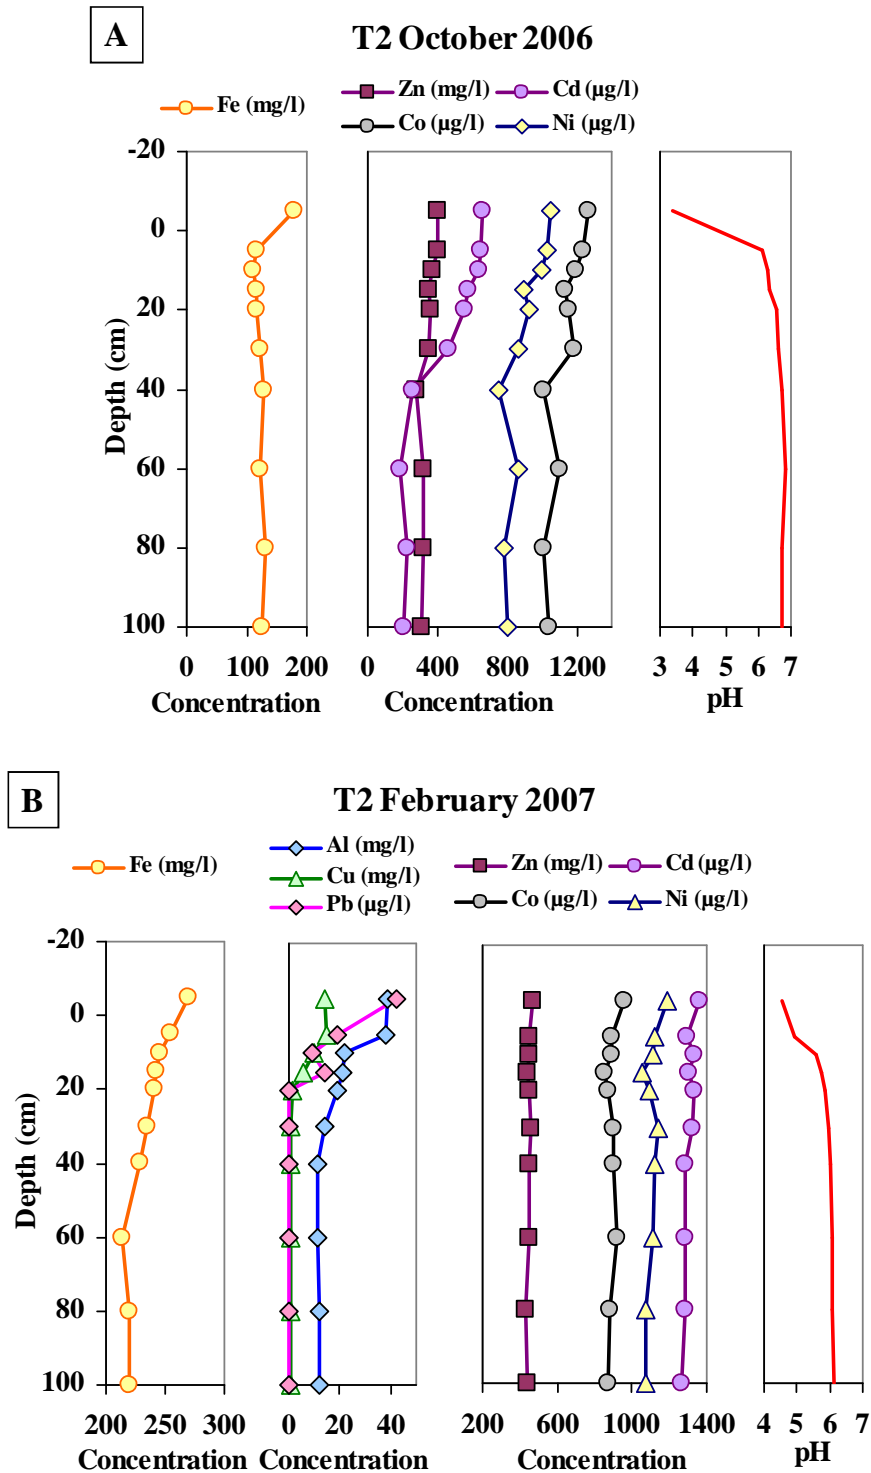 A
T2 October 2006
Fe (mg/l)
Zn (mg/l)
Cd (µg/l)
Co (µg/l)
Ni (µg/l)
-20
0
20
40
60
80
100
Depth (cm)
0 100 200
0 400 800 1200
3 4 5 6 7
Concentration
Concentration
pH
B
T2 February 2007
Fe (mg/l)
Al (mg/l)
Cu (mg/l)
Pb (µg/l)
Zn (mg/l)
Cd (µg/l)
Co (µg/l)
Ni (µg/l)
-20
0
20
40
60
80
100
Depth (cm)
200 250 300
0 20 40
200 600 1000 1400
4 5 6 7
Concentration
Concentration
Concentration
pH